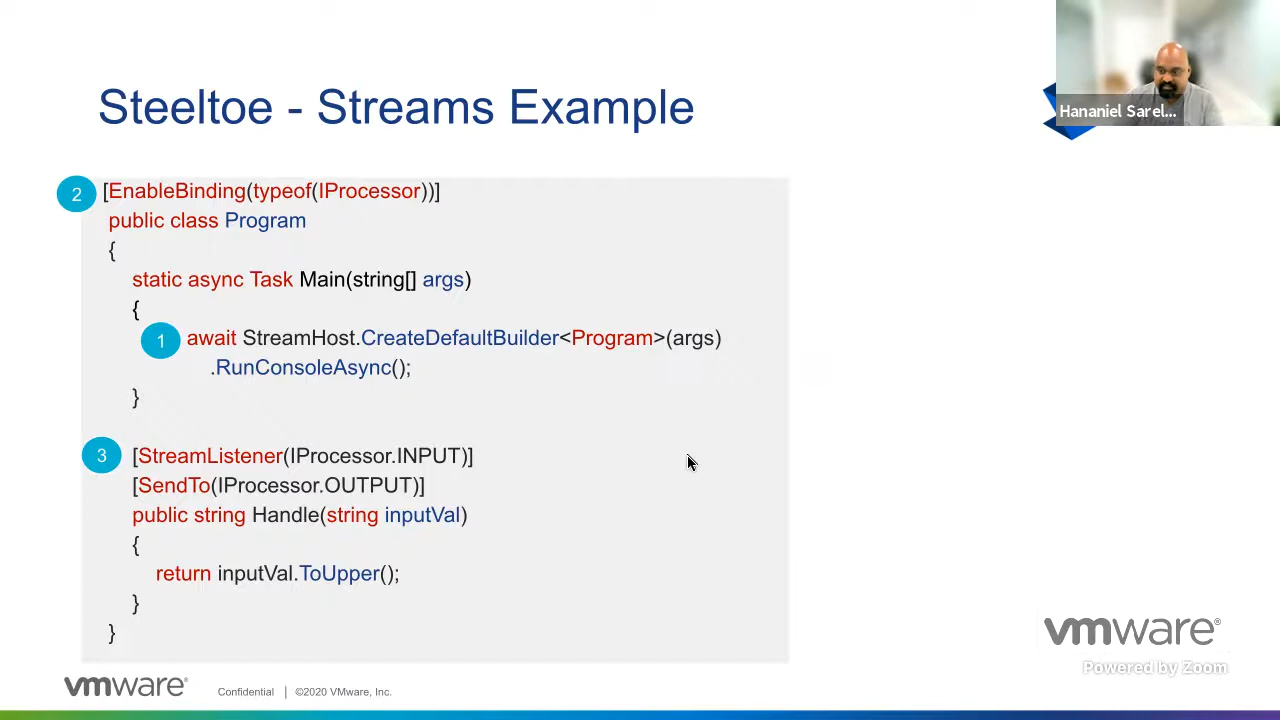 Steeltoe - Streams Example
Hananiel Sarel...
2
[EnableBinding(typeof(IProcessor))]
public class Program
{
static async Task Main(string[] args)
{
1
await StreamHost.CreateDefaultBuilder<Program>(args)
.RunConsoleAsync();
}
3
[StreamListener(IProcessor.INPUT)]
[SendTo(IProcessor.OUTPUT)]
public string Handle(string inputVal)
{
return inputVal.ToUpper();
}
}
vmware®
Powered by Zoom
vmware® Confidential | ©2020 VMware, Inc.